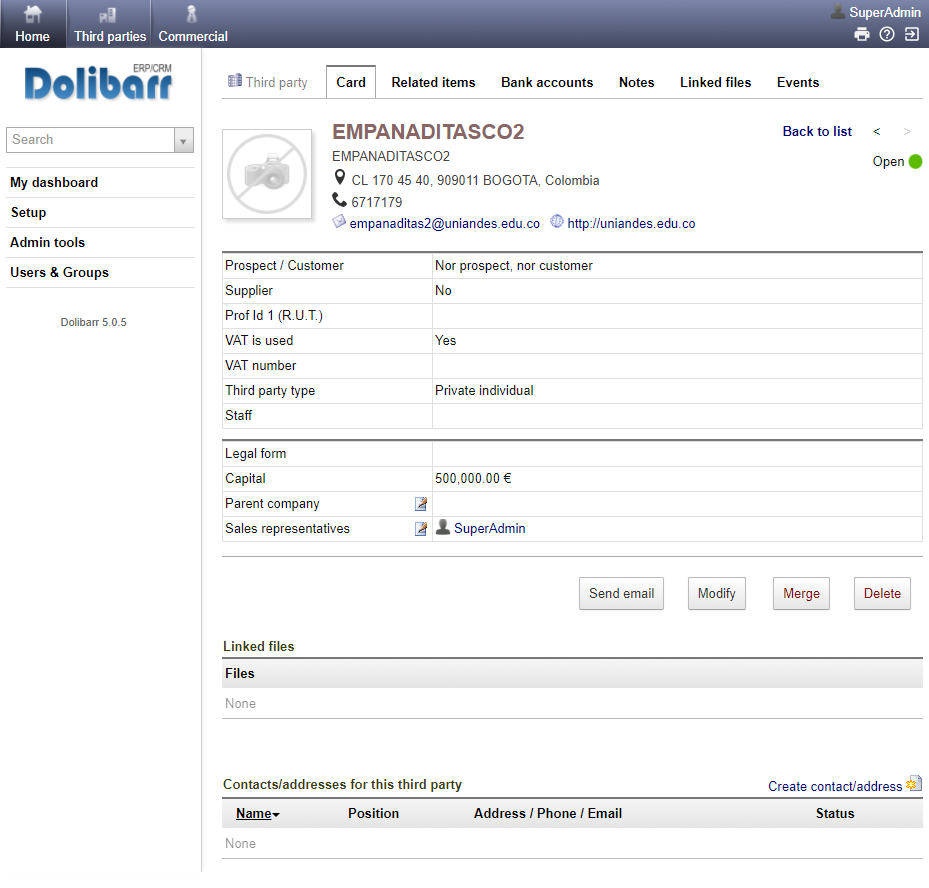 SuperAdmin
Home Third parties Commercial
Dolibarr ERP/CRM
Search
My dashboard
Setup
Admin tools
Users & Groups
Dolibarr 5.0.5
Third party Card Related items Bank accounts Notes Linked files Events
EMPANADITASCO2
Back to list < >
EMPANADITASCO2
Open
CL 170 45 40, 909011 BOGOTA, Colombia
6717179
empanaditas2@uniandes.edu.co http://uniandes.edu.co
Prospect / Customer Nor prospect, nor customer
Supplier No
Prof Id 1 (R.U.T.)
VAT is used Yes
VAT number
Third party type Private individual
Staff
Legal form
Capital 500,000.00 €
Parent company
Sales representatives SuperAdmin
Send email Modify Merge Delete
Linked files
Files
None
Contacts/addresses for this third party Create contact/address
Name Position Address / Phone / Email Status
None